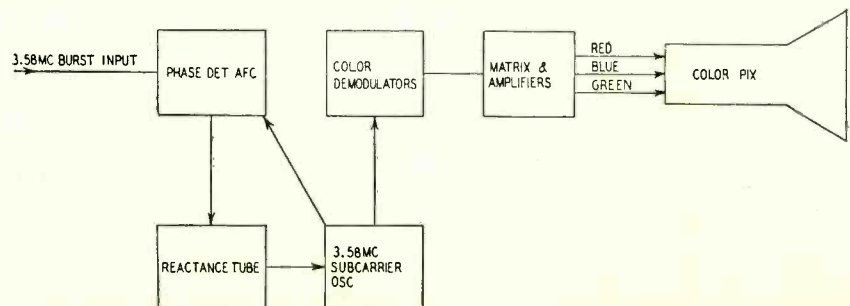 3.58MC BURST INPUT
PHASE DET AFC
COLOR
DEMODULATORS
MATRIX &
AMPLIFIERS
RED
BLUE
GREEN
COLOR PIX
REACTANCE TUBE
3.58MC
SUBCARRIER
OSC